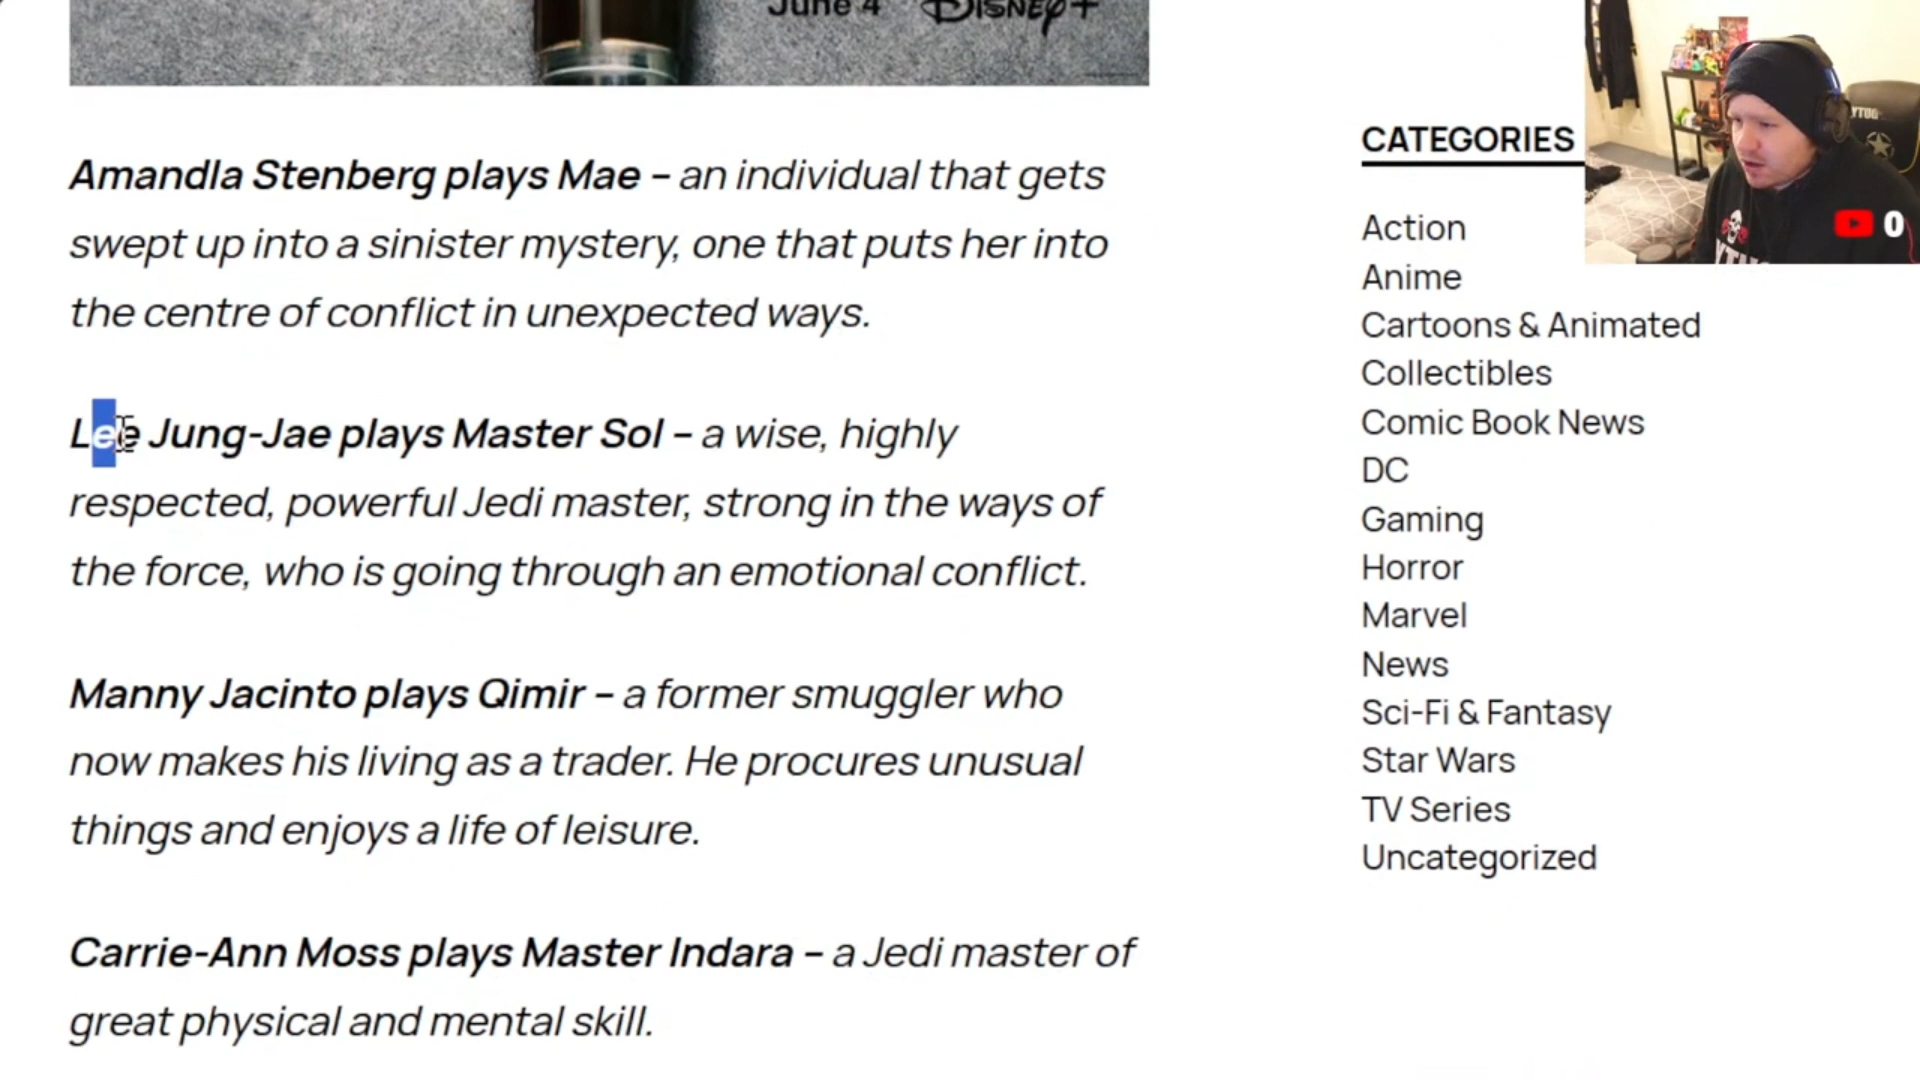 June 4 Disney+
Amandla Stenberg plays Mae – an individual that gets
swept up into a sinister mystery, one that puts her into
the centre of conflict in unexpected ways.
Lee Jung-Jae plays Master Sol – a wise, highly
respected, powerful Jedi master, strong in the ways of
the force, who is going through an emotional conflict.
Manny Jacinto plays Qimir – a former smuggler who
now makes his living as a trader. He procures unusual
things and enjoys a life of leisure.
Carrie-Ann Moss plays Master Indara – a Jedi master of
great physical and mental skill.
CATEGORIES
Action
Anime
Cartoons & Animated
Collectibles
Comic Book News
DC
Gaming
Horror
Marvel
News
Sci-Fi & Fantasy
Star Wars
TV Series
Uncategorized
0